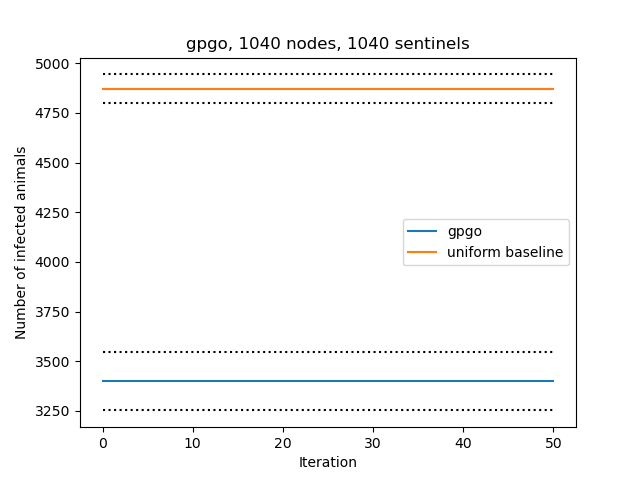 gpgo, 1040 nodes, 1040 sentinels
5000
4750
4500
4250
4000
3750
3500
3250
Number of infected animals
gpgo
uniform baseline
0 10 20 30 40 50
Iteration